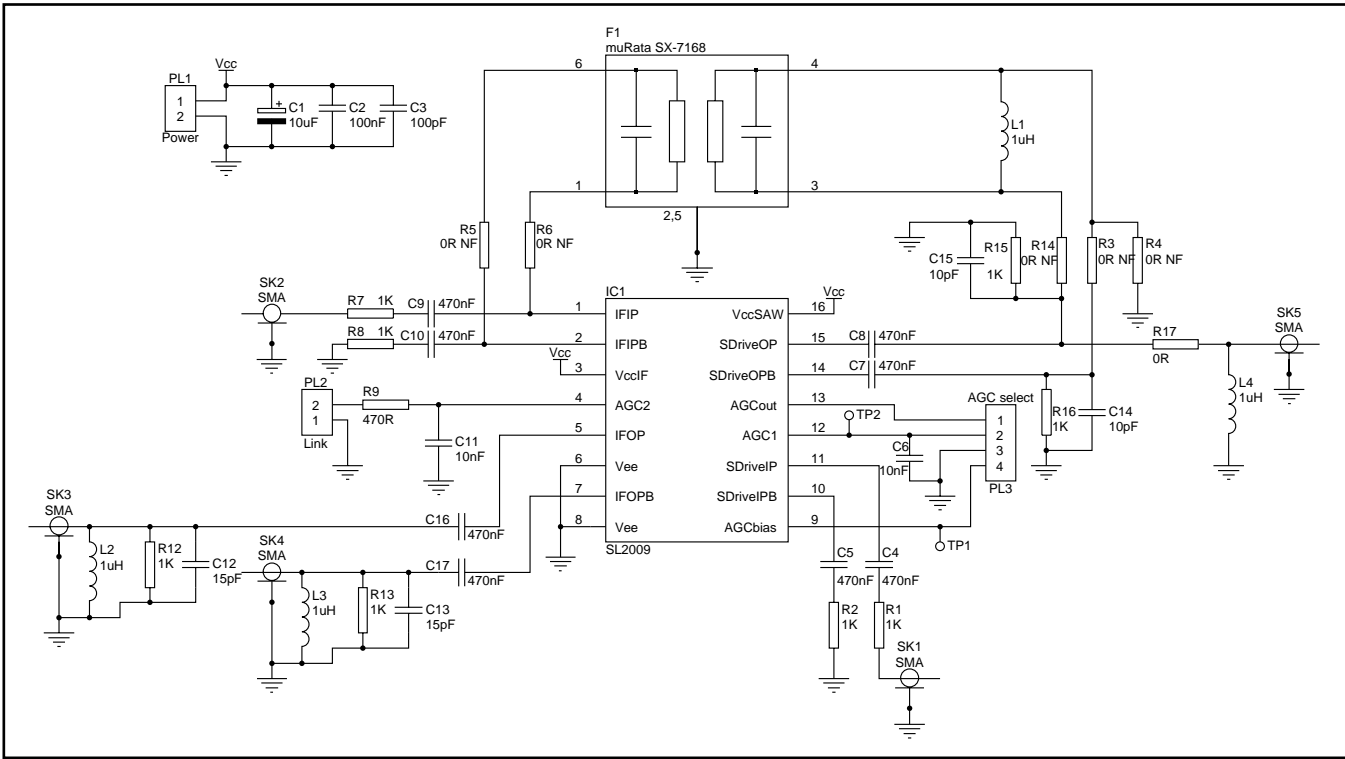 F1
muRata SX-7168
6
4
1
3
2,5
L1
1uH
Vcc
PL1
1
2
Power
C1
+
10uF
C2
100nF
C3
100pF
R5
0R NF
R6
0R NF
R15
1K
C15
10pF
R14
0R NF
R3
0R NF
R4
0R NF
SK2
SMA
R7 1K
C9 470nF
R8 1K
C10 470nF
Vcc
PL2
2
1
Link
R9
470R
C11
10nF
IC1
1 IFIP
2 IFIPB
3 VccIF
4 AGC2
5 IFOP
6 Vee
7 IFOPB
8 Vee
SL2009
VccSAW 16
SDriveOP 15
SDriveOPB 14
AGCout 13
AGC1 12
SDriveIP 11
SDriveIPB 10
AGCbias 9
Vcc
C8 470nF
C7 470nF
R17
0R
SK5
SMA
L4
1uH
R16
1K
C14
10pF
AGC select
1
2
3
4
PL3
TP2
C6
10nF
TP1
SK3
SMA
L2
1uH
R12
1K
C12
15pF
C16
470nF
SK4
SMA
L3
1uH
R13
1K
C13
15pF
C17
470nF
C5
470nF
C4
470nF
R2
1K
R1
1K
SK1
SMA